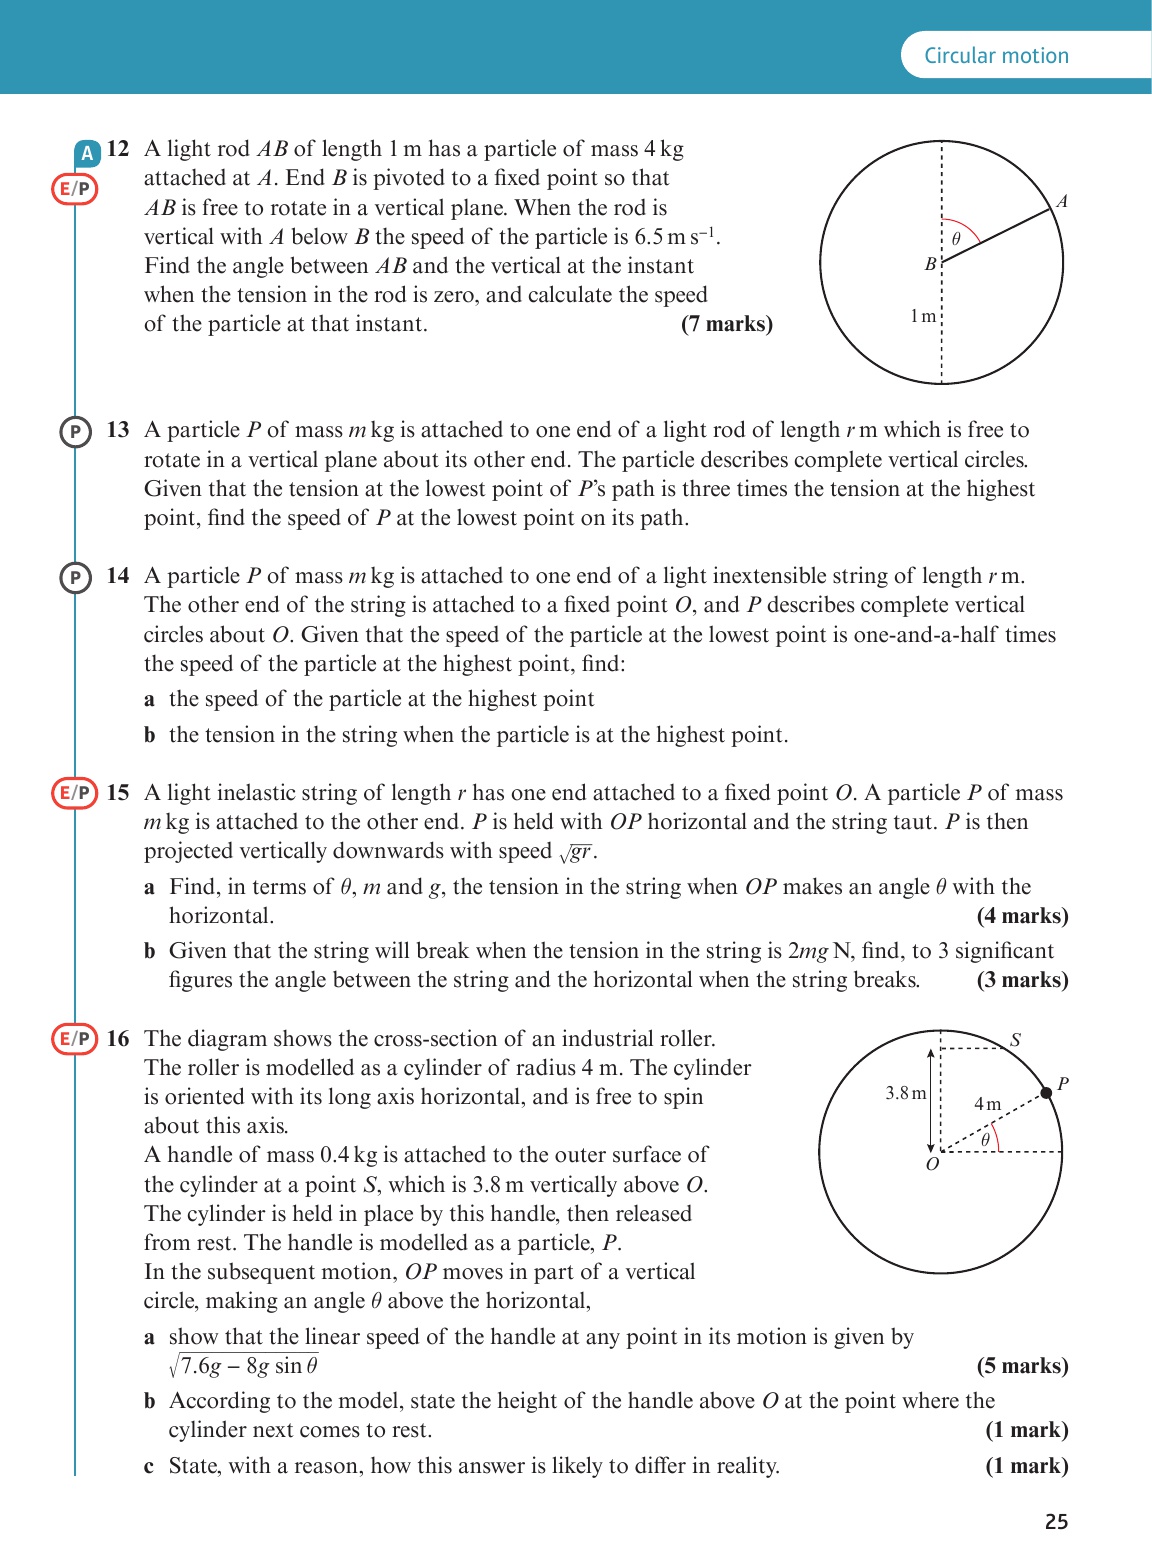 Circular motion
A
E/P
12 A light rod AB of length 1 m has a particle of mass 4 kg
attached at A. End B is pivoted to a fixed point so that
AB is free to rotate in a vertical plane. When the rod is
vertical with A below B the speed of the particle is 6.5 m s⁻¹.
Find the angle between AB and the vertical at the instant
when the tension in the rod is zero, and calculate the speed
of the particle at that instant. (7 marks)
A
θ
B
1 m
P
13 A particle P of mass m kg is attached to one end of a light rod of length r m which is free to
rotate in a vertical plane about its other end. The particle describes complete vertical circles.
Given that the tension at the lowest point of P's path is three times the tension at the highest
point, find the speed of P at the lowest point on its path.
P
14 A particle P of mass m kg is attached to one end of a light inextensible string of length r m.
The other end of the string is attached to a fixed point O, and P describes complete vertical
circles about O. Given that the speed of the particle at the lowest point is one-and-a-half times
the speed of the particle at the highest point, find:
a the speed of the particle at the highest point
b the tension in the string when the particle is at the highest point.
E/P
15 A light inelastic string of length r has one end attached to a fixed point O. A particle P of mass
m kg is attached to the other end. P is held with OP horizontal and the string taut. P is then
projected vertically downwards with speed √gr.
a Find, in terms of θ, m and g, the tension in the string when OP makes an angle θ with the
horizontal. (4 marks)
b Given that the string will break when the tension in the string is 2mg N, find, to 3 significant
figures the angle between the string and the horizontal when the string breaks. (3 marks)
E/P
16 The diagram shows the cross-section of an industrial roller.
The roller is modelled as a cylinder of radius 4 m. The cylinder
is oriented with its long axis horizontal, and is free to spin
about this axis.
A handle of mass 0.4 kg is attached to the outer surface of
the cylinder at a point S, which is 3.8 m vertically above O.
The cylinder is held in place by this handle, then released
from rest. The handle is modelled as a particle, P.
In the subsequent motion, OP moves in part of a vertical
circle, making an angle θ above the horizontal,
S
P
3.8 m
4 m
θ
O
a show that the linear speed of the handle at any point in its motion is given by
√7.6g − 8g sin θ (5 marks)
b According to the model, state the height of the handle above O at the point where the
cylinder next comes to rest. (1 mark)
c State, with a reason, how this answer is likely to differ in reality. (1 mark)
25